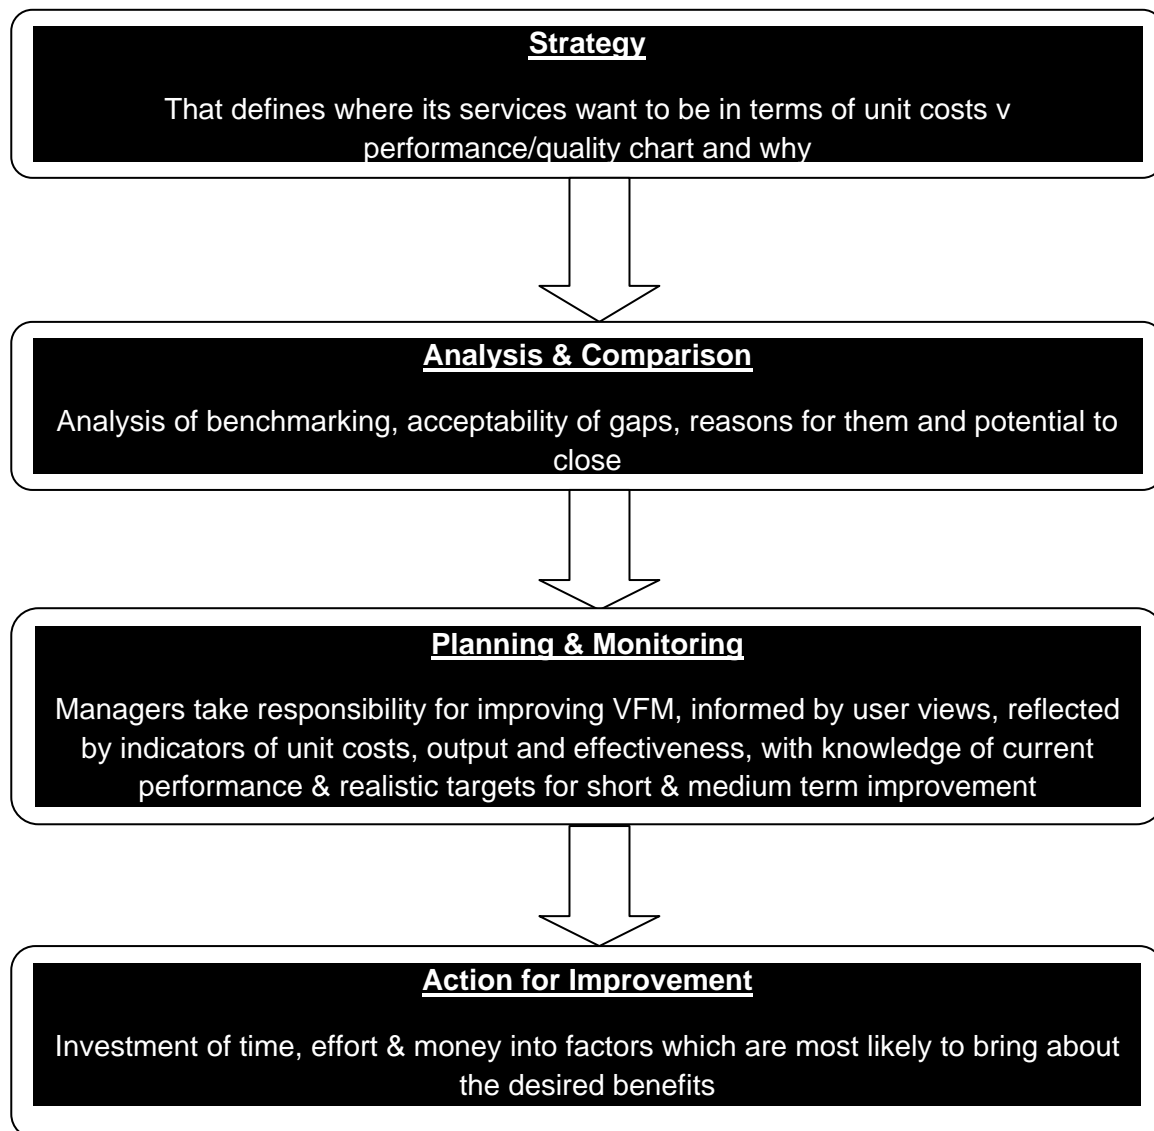 Strategy
That defines where its services want to be in terms of unit costs v
performance/quality chart and why
Analysis & Comparison
Analysis of benchmarking, acceptability of gaps, reasons for them and potential to
close
Planning & Monitoring
Managers take responsibility for improving VFM, informed by user views, reflected
by indicators of unit costs, output and effectiveness, with knowledge of current
performance & realistic targets for short & medium term improvement
Action for Improvement
Investment of time, effort & money into factors which are most likely to bring about
the desired benefits